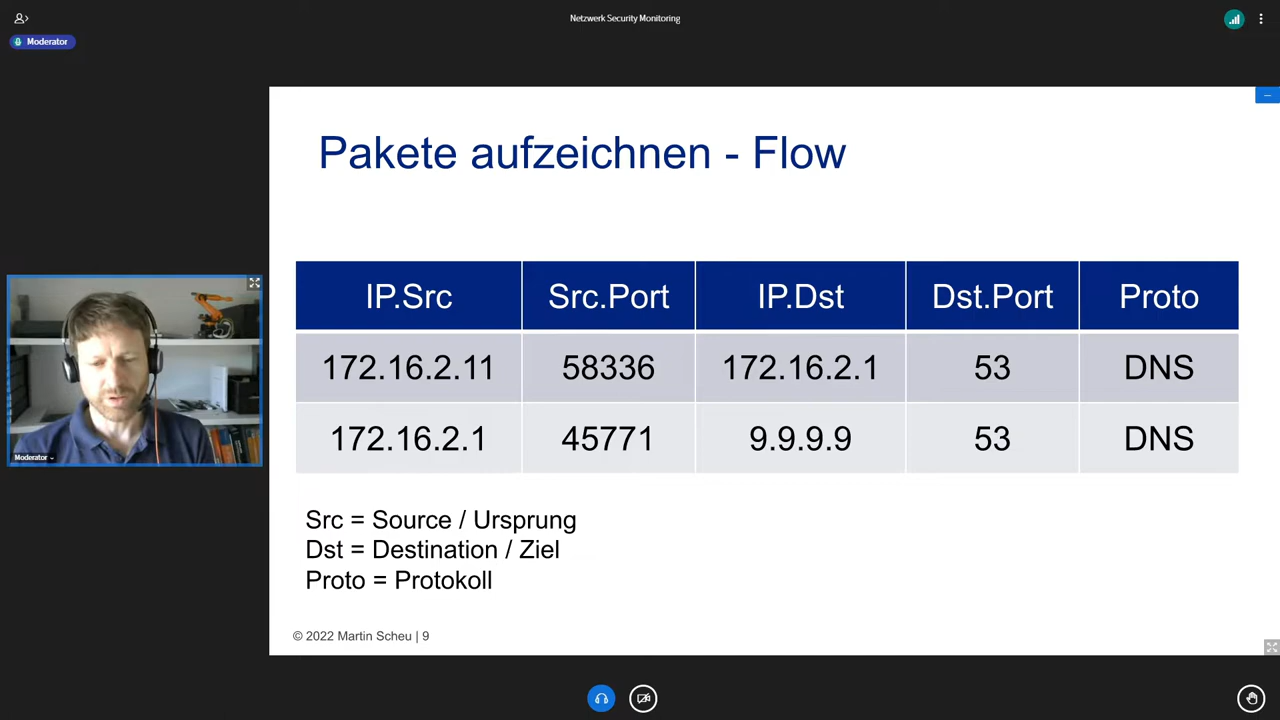 Netzwerk Security Monitoring
Moderator
Pakete aufzeichnen - Flow
IP.Src Src.Port IP.Dst Dst.Port Proto
172.16.2.11 58336 172.16.2.1 53 DNS
172.16.2.1 45771 9.9.9.9 53 DNS
Moderator
Src = Source / Ursprung
Dst = Destination / Ziel
Proto = Protokoll
© 2022 Martin Scheu | 9